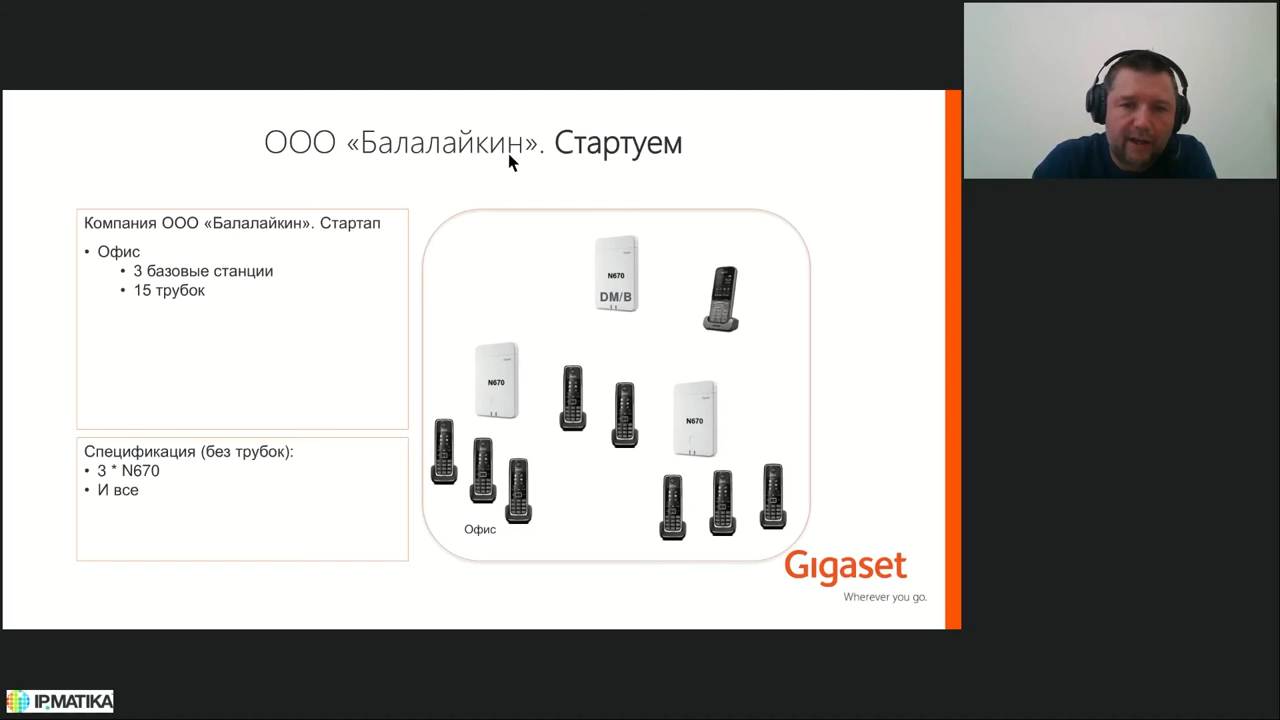 ООО «Балалайкин». Стартуем
Компания ООО «Балалайкин». Стартап
• Офис
• 3 базовые станции
• 15 трубок
Спецификация (без трубок):
• 3 * N670
• И все
N670
DM/B
N670
N670
Офис
Gigaset
Wherever you go.
IPMATIKA